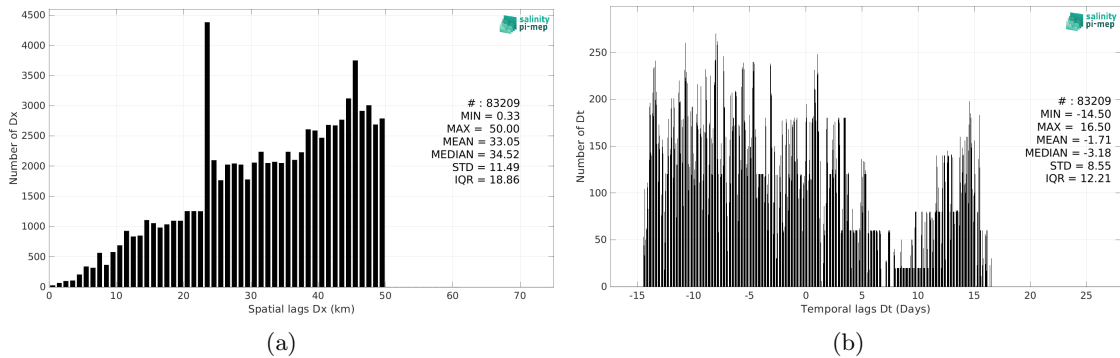 4500
4000
3500
3000
2500
2000
1500
1000
500
0
Number of Dx
0 10 20 30 40 50 60 70
Spatial lags Dx (km)
salinity
pi-mep
# : 83209
MIN = 0.33
MAX = 50.00
MEAN = 33.05
MEDIAN = 34.52
STD = 11.49
IQR = 18.86
(a)
250
200
150
100
50
0
Number of Dt
-15 -10 -5 0 5 10 15 20 25
Temporal lags Dt (Days)
salinity
pi-mep
# : 83209
MIN = -14.50
MAX = 16.50
MEAN = -1.71
MEDIAN = -3.18
STD = 8.55
IQR = 12.21
(b)